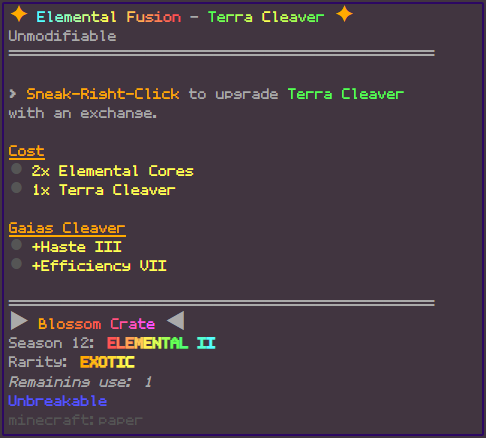 ✦ Elemental Fusion - Terra Cleaver ✦
Unmodifiable
> Sneak-Right-Click to upgrade Terra Cleaver
with an exchange.
Cost
● 2x Elemental Cores
● 1x Terra Cleaver
Gaias Cleaver
● +Haste III
● +Efficiency VII
▶ Blossom Crate ◀
Season 12: ELEMENTAL II
Rarity: EXOTIC
Remaining use: 1
Unbreakable
minecraft:paper